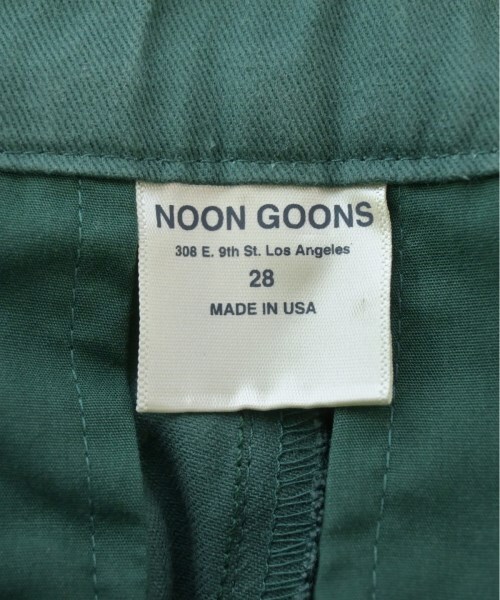 NOON GOONS
308 E. 9th St. Los Angeles
28
MADE IN USA